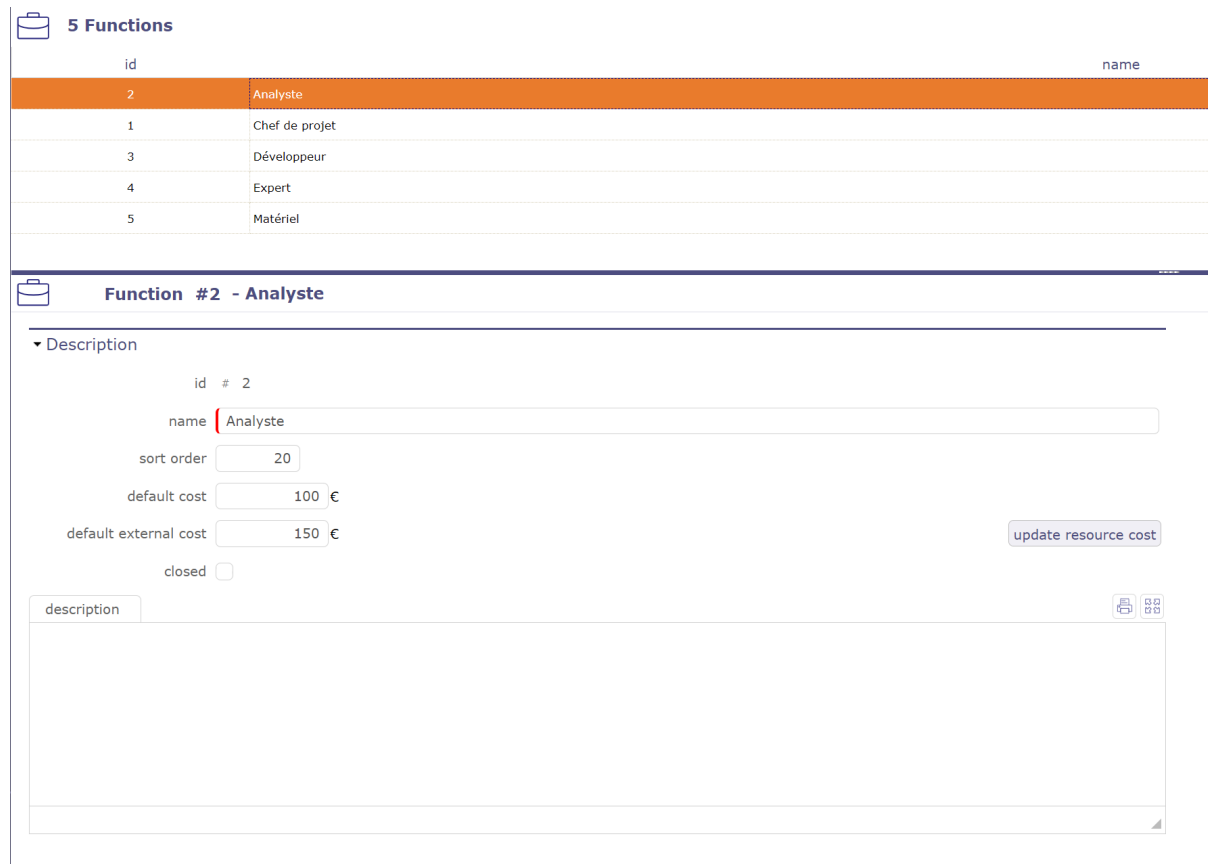 5 Functions
id name
2 Analyste
1 Chef de projet
3 Développeur
4 Expert
5 Matériel
Function #2 - Analyste
Description
id # 2
name Analyste
sort order 20
default cost 100 €
default external cost 150 € update resource cost
closed
description